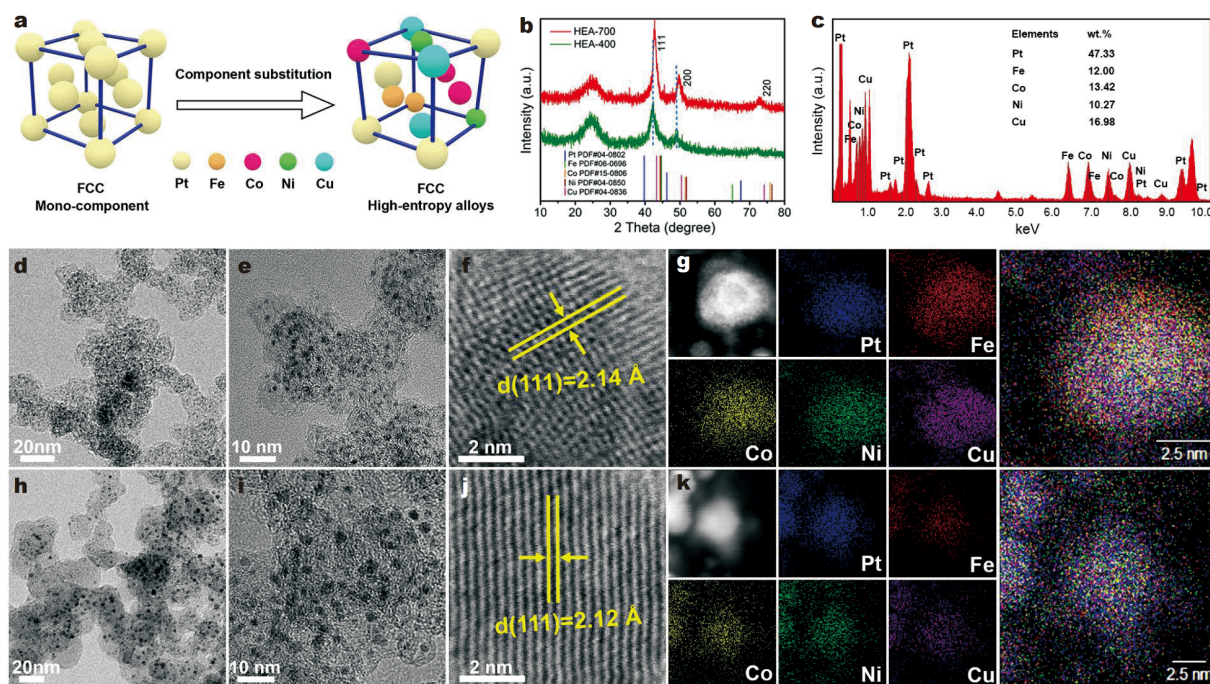 a
Component substitution
Pt Fe Co Ni Cu
FCC
Mono-component
FCC
High-entropy alloys
b
HEA-700
HEA-400
111
200
220
Intensity (a.u.)
Pt PDF#04-0802
Fe PDF#06-0696
Co PDF#15-0806
Ni PDF#04-0850
Cu PDF#04-0836
10 20 30 40 50 60 70 80
2 Theta (degree)
c
Elements wt.%
Pt 47.33
Fe 12.00
Co 13.42
Ni 10.27
Cu 16.98
Pt
Cu
Ni
Co
Fe
Pt
Pt
Pt
Pt
Pt
Fe
Co
Fe
Ni
Co
Cu
Ni
Pt
Cu
Pt
Pt
Intensity (a.u.)
1.0 2.0 3.0 4.0 5.0 6.0 7.0 8.0 9.0 10.0
keV
d
20nm
e
10 nm
f
d(111)=2.14 Å
2 nm
g
Pt
Fe
Co
Ni
Cu
2.5 nm
h
20nm
i
10nm
j
d(111)=2.12 Å
2 nm
k
Pt
Fe
Co
Ni
Cu
2.5 nm